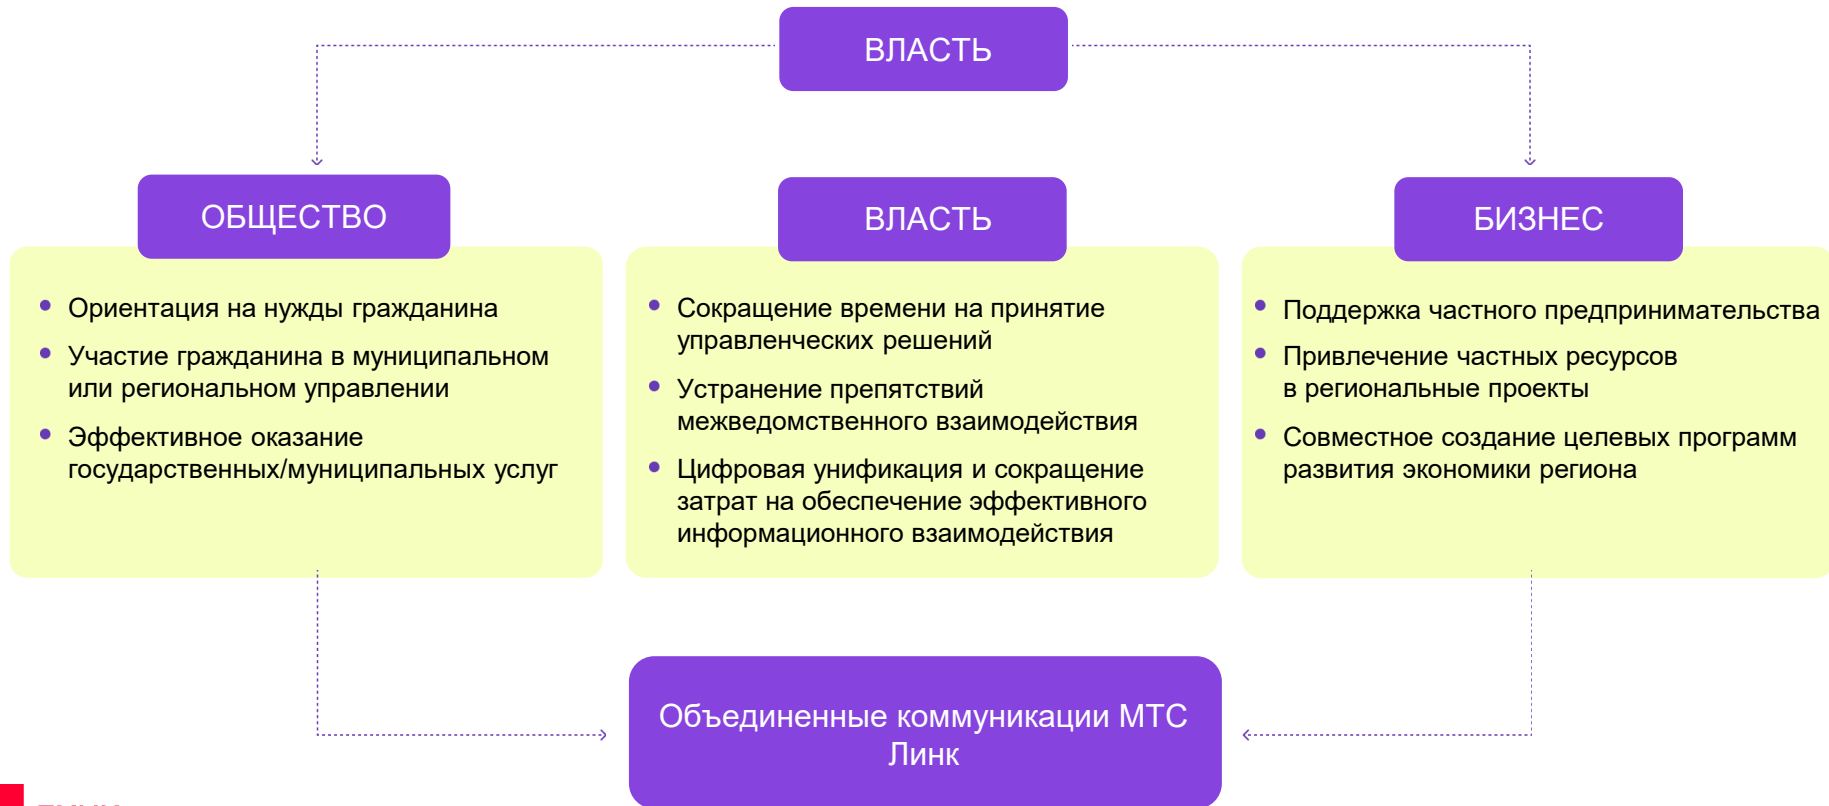 ВЛАСТЬ
ОБЩЕСТВО
Ориентация на нужды гражданина
Участие гражданина в муниципальном
или региональном управлении
Эффективное оказание
государственных/муниципальных услуг
ВЛАСТЬ
Сокращение времени на принятие
управленческих решений
Устранение препятствий
межведомственного взаимодействия
Цифровая унификация и сокращение
затрат на обеспечение эффективного
информационного взаимодействия
БИЗНЕС
Поддержка частного предпринимательства
Привлечение частных ресурсов
в региональные проекты
Совместное создание целевых программ
развития экономики региона
Объединенные коммуникации МТС
Линк